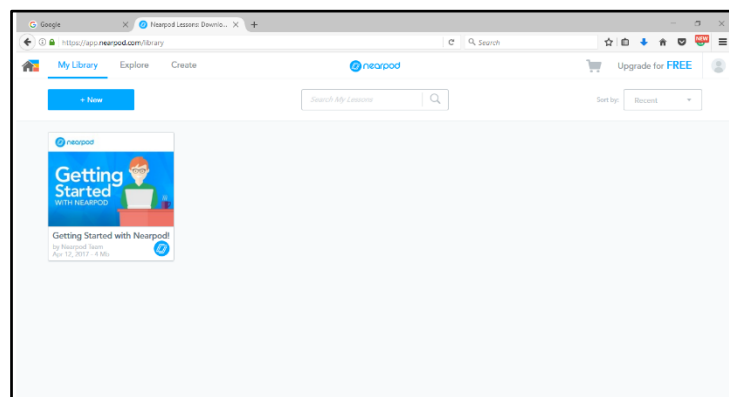 Google
Nearpod Lessons: Downlo...
https://app.nearpod.com/library
Search
NEW
My Library
Explore
Create
nearpod
Upgrade for FREE
+ New
Search My Lessons
Sort by:
Recent
nearpod
Getting
Started
WITH NEARPOD
Getting Started with Nearpod!
by Nearpod Team
Apr 12, 2017 - 4 Mb